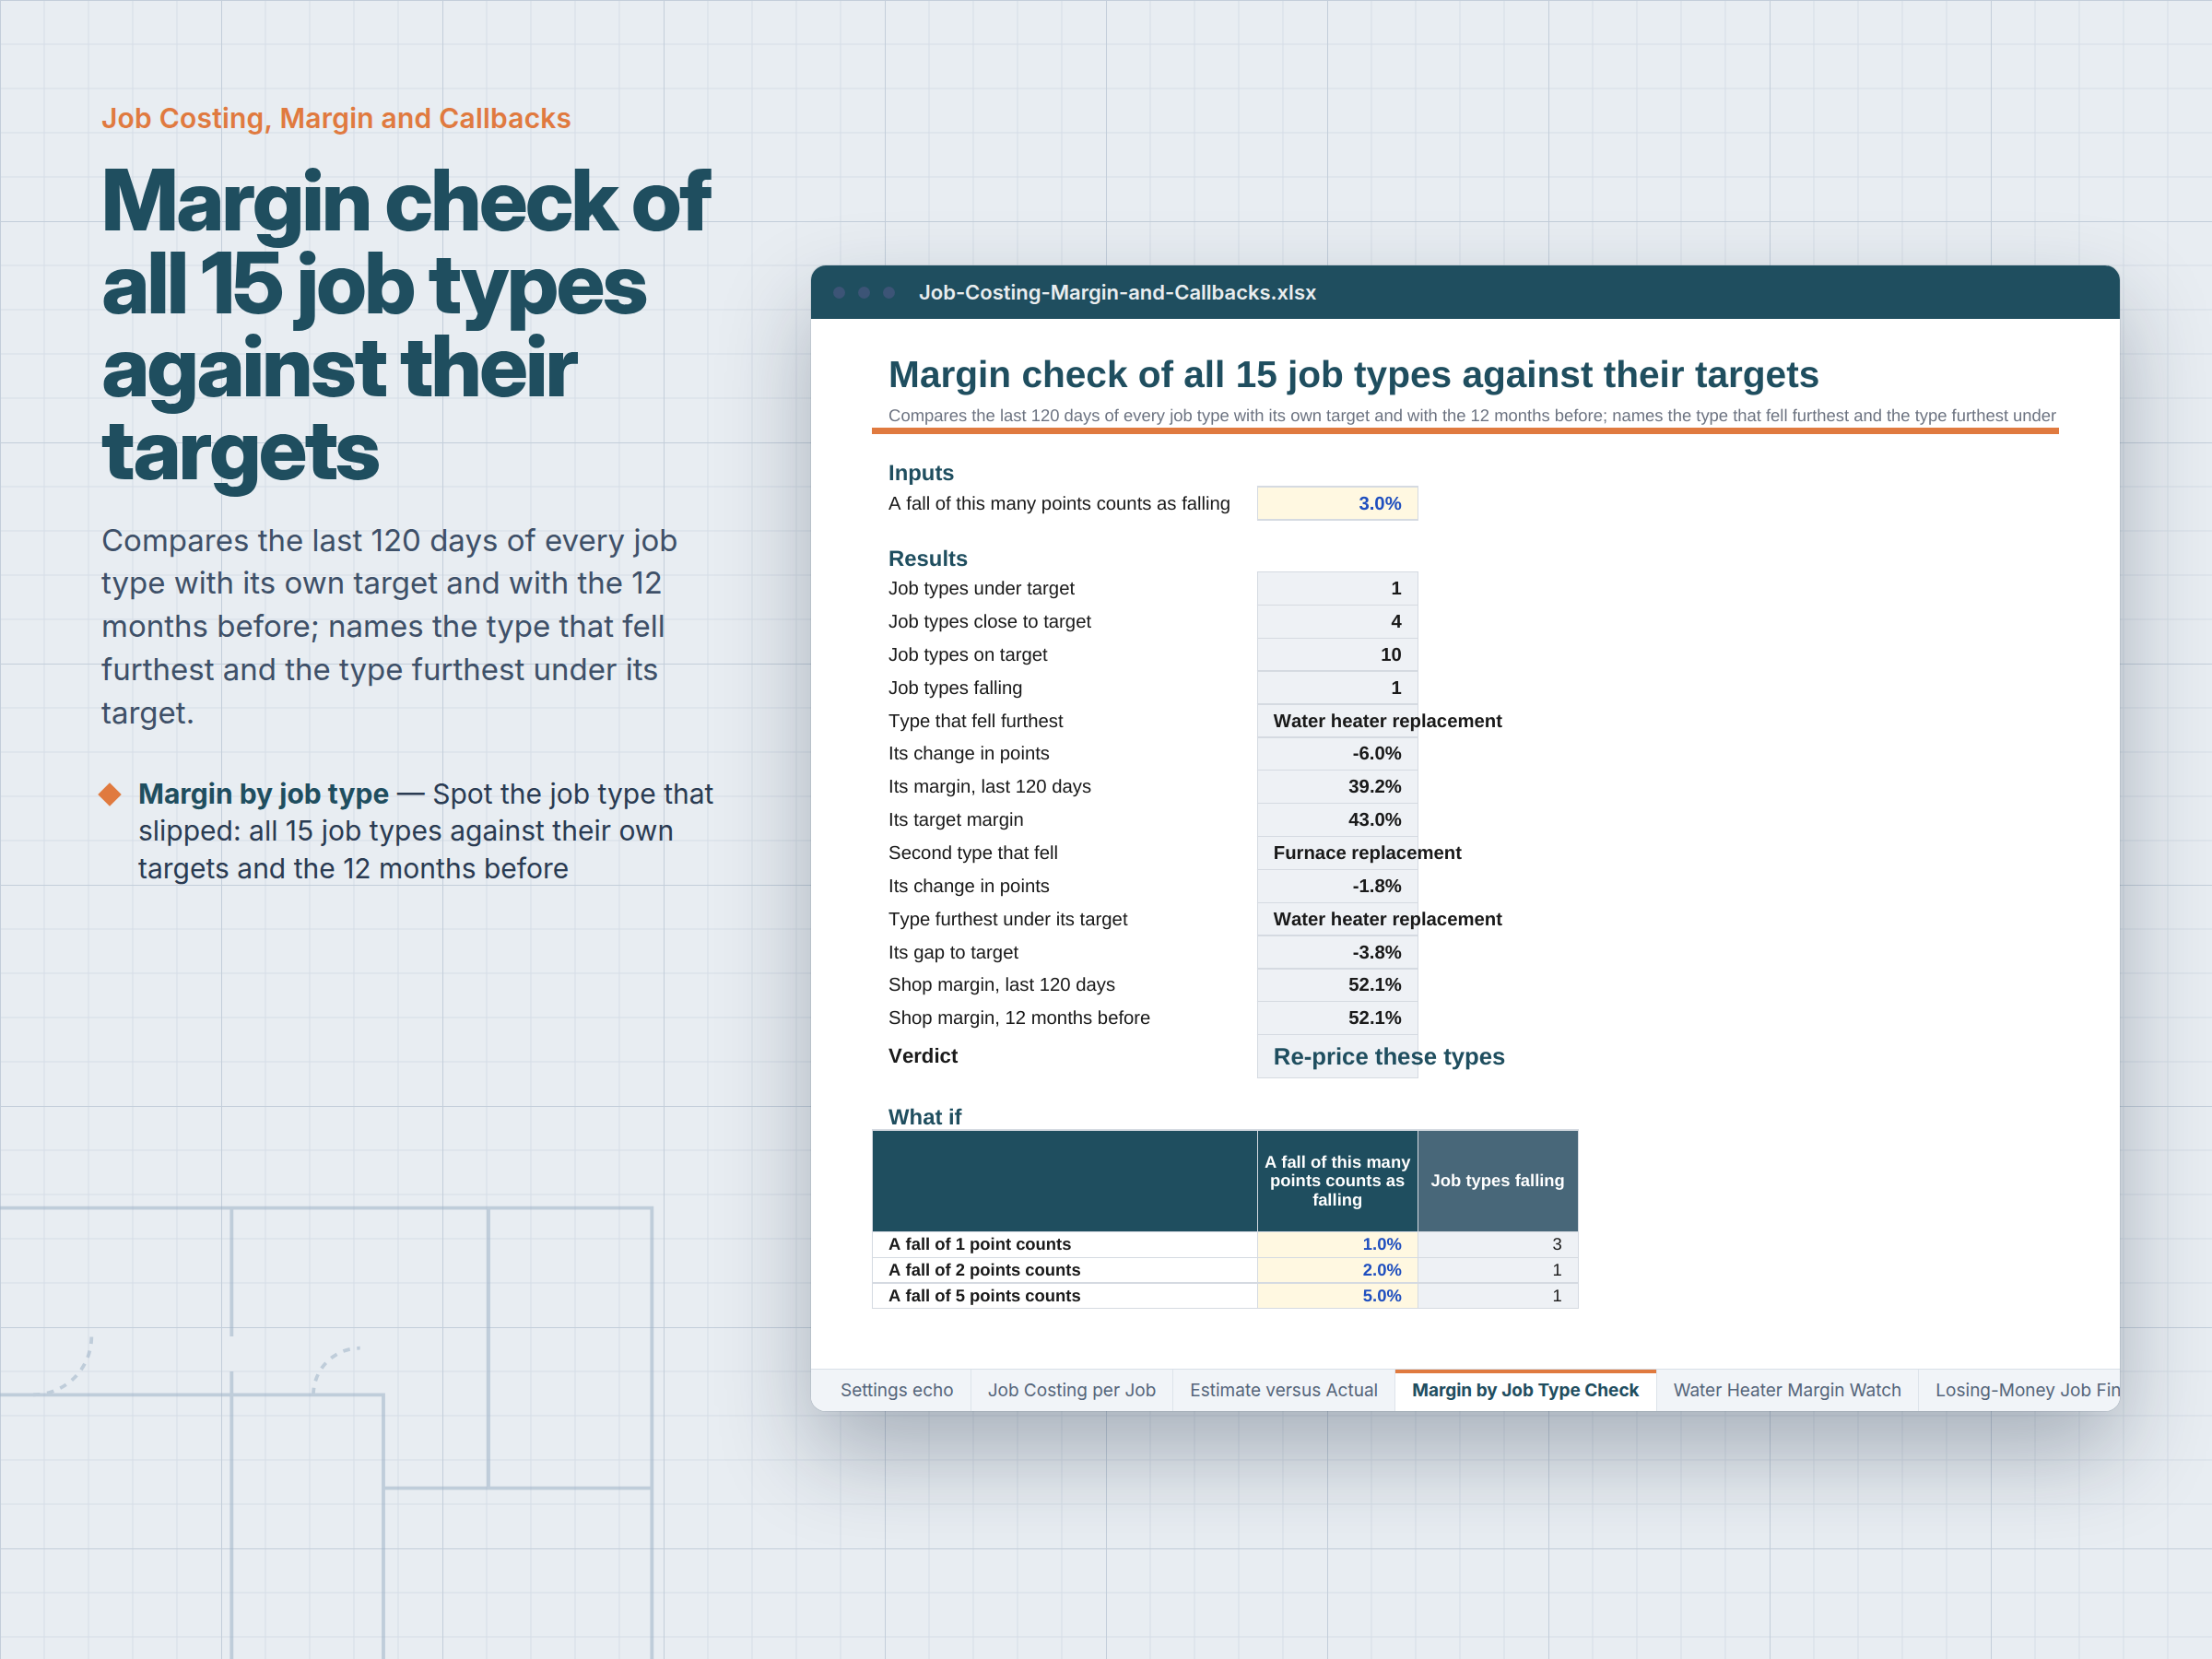 Job Costing, Margin and Callbacks
Margin check of
all 15 job types
against their
targets
Compares the last 120 days of every job
type with its own target and with the 12
months before; names the type that fell
furthest and the type furthest under its
target.
Margin by job type — Spot the job type that
slipped: all 15 job types against their own
targets and the 12 months before
Job-Costing-Margin-and-Callbacks.xlsx
Margin check of all 15 job types against their targets
Compares the last 120 days of every job type with its own target and with the 12 months before; names the type that fell furthest and the type furthest under
Inputs
A fall of this many points counts as falling 3.0%
Results
Job types under target 1
Job types close to target 4
Job types on target 10
Job types falling 1
Type that fell furthest Water heater replacement
Its change in points -6.0%
Its margin, last 120 days 39.2%
Its target margin 43.0%
Second type that fell Furnace replacement
Its change in points -1.8%
Type furthest under its target Water heater replacement
Its gap to target -3.8%
Shop margin, last 120 days 52.1%
Shop margin, 12 months before 52.1%
Verdict Re-price these types
What if
A fall of this many
points counts as
falling
Job types falling
A fall of 1 point counts 1.0% 3
A fall of 2 points counts 2.0% 1
A fall of 5 points counts 5.0% 1
Settings echo Job Costing per Job Estimate versus Actual Margin by Job Type Check Water Heater Margin Watch Losing-Money Job Fin